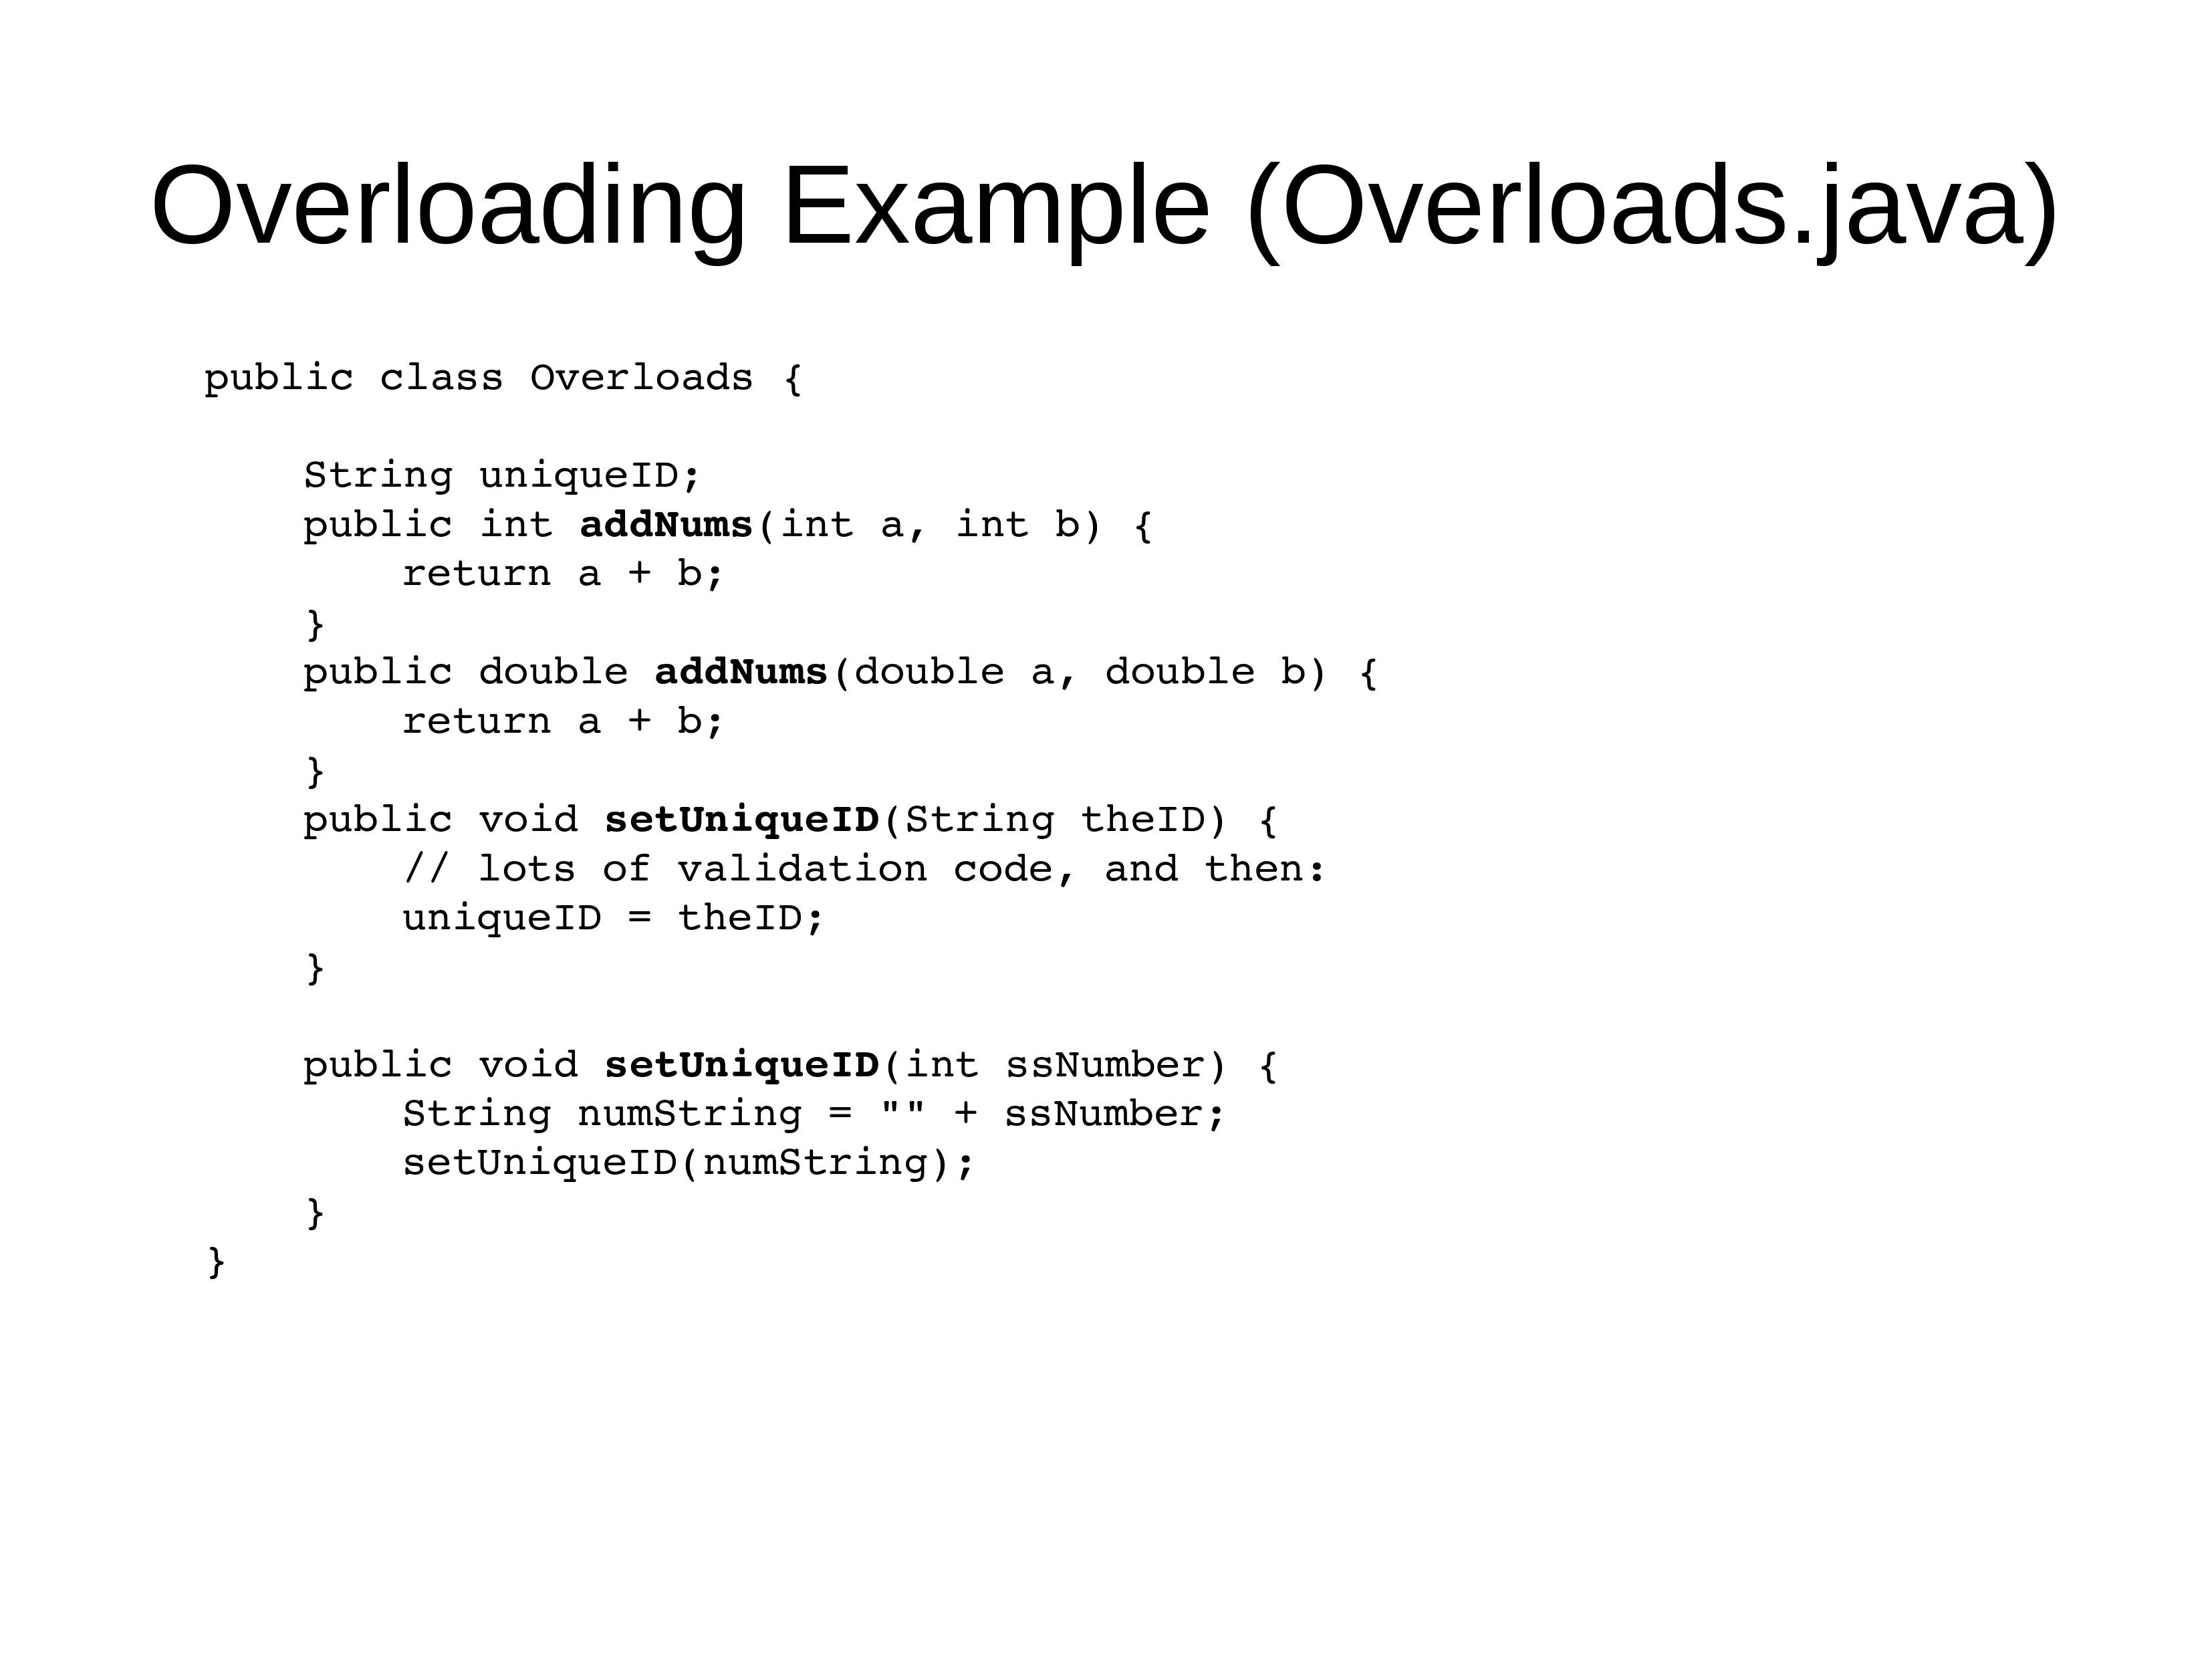 Overloading Example (Overloads.java)
public class Overloads {
String uniqueID;
public int addNums(int a, int b) {
return a + b;
}
public double addNums(double a, double b) {
return a + b;
}
public void setUniqueID(String theID) {
// lots of validation code, and then:
uniqueID = theID;
}
public void setUniqueID(int ssNumber) {
String numString = "" + ssNumber;
setUniqueID(numString);
}
}